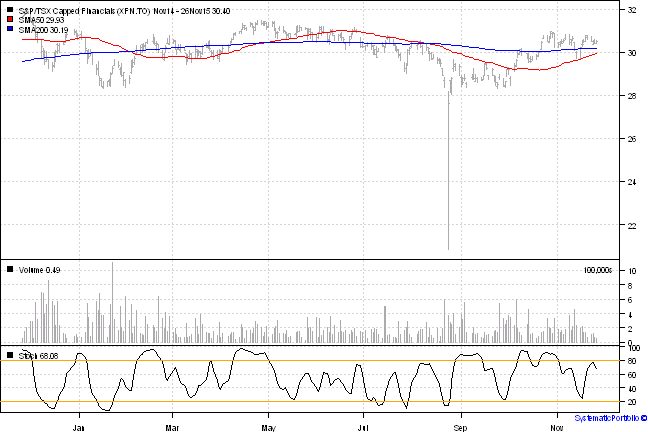 S&P/TSX Capped Financials (XFN.TO) Nov14 - 26Nov15 30.40
SMA50 29.93
SMA200 30.19
32
30
28
26
24
22
Volume 0.49
100,000s
10
8
6
4
2
0
Stoch 68.08
100
80
60
40
20
Jan Mar May Jul Sep Nov
SystematicPortfolio ©